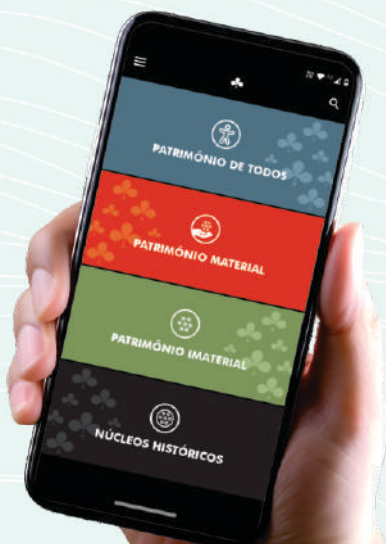 PATRIMÓNIO DE TODOS
PATRIMÓNIO MATERIAL
PATRIMÓNIO IMATERIAL
NÚCLEOS HISTÓRICOS